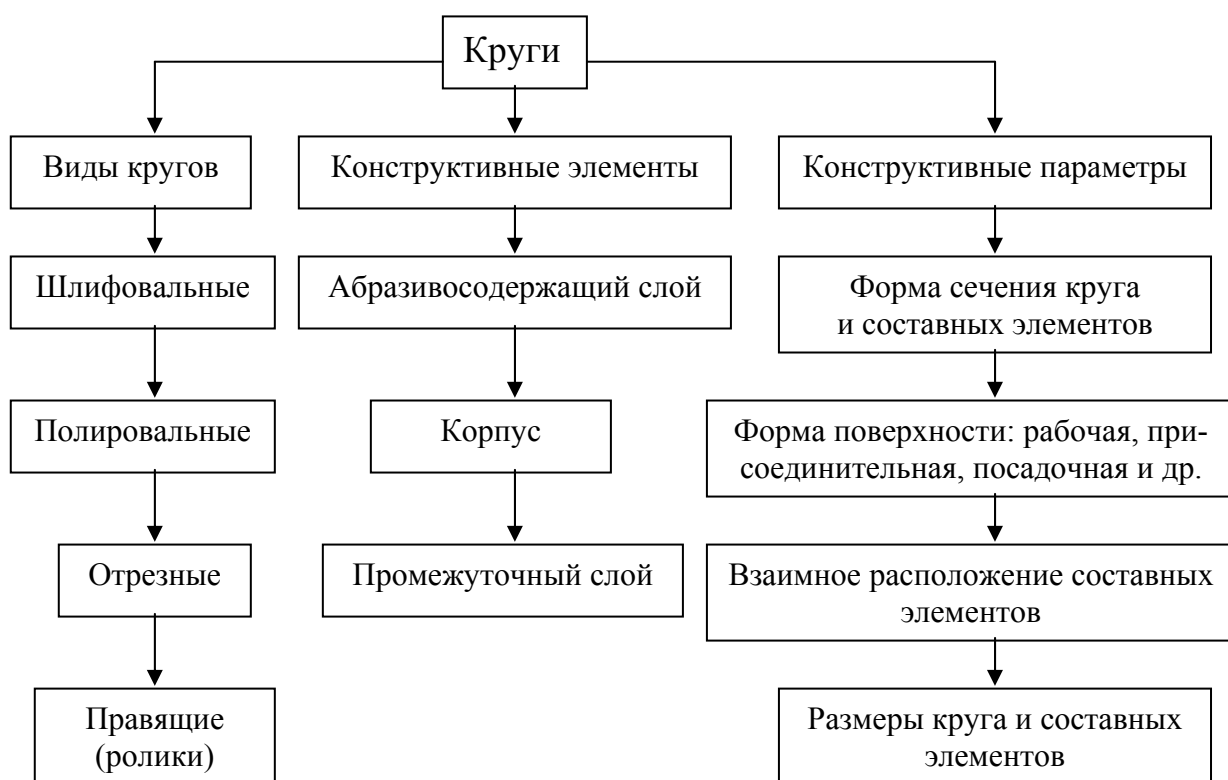 Круги
Виды кругов
Конструктивные элементы
Конструктивные параметры
Шлифовальные
Абразивосодержащий слой
Форма сечения круга
и составных элементов
Полировальные
Корпус
Форма поверхности: рабочая, при-
соединительная, посадочная и др.
Отрезные
Промежуточный слой
Взаимное расположение составных
элементов
Правящие
(ролики)
Размеры круга и составных
элементов